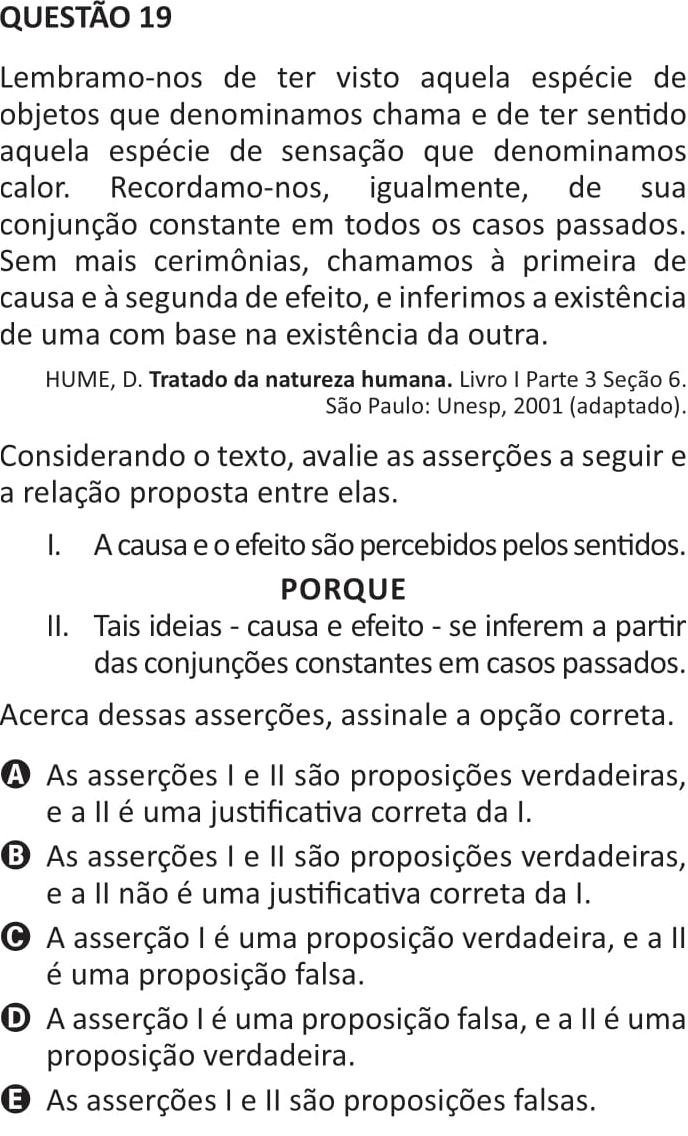 QUESTÃO 19
Lembramo-nos de ter visto aquela espécie de
objetos que denominamos chama e de ter sentido
aquela espécie de sensação que denominamos
calor. Recordamo-nos, igualmente, de sua
conjunção constante em todos os casos passados.
Sem mais cerimônias, chamamos à primeira de
causa e à segunda de efeito, e inferimos a existência
de uma com base na existência da outra.
HUME, D. Tratado da natureza humana. Livro I Parte 3 Seção 6.
São Paulo: Unesp, 2001 (adaptado).
Considerando o texto, avalie as asserções a seguir e
a relação proposta entre elas.
I. A causa e o efeito são percebidos pelos sentidos.
PORQUE
II. Tais ideias - causa e efeito - se inferem a partir
das conjunções constantes em casos passados.
Acerca dessas asserções, assinale a opção correta.
A As asserções I e II são proposições verdadeiras,
e a II é uma justificativa correta da I.
B As asserções I e II são proposições verdadeiras,
e a II não é uma justificativa correta da I.
C A asserção I é uma proposição verdadeira, e a II
é uma proposição falsa.
D A asserção I é uma proposição falsa, e a II é uma
proposição verdadeira.
E As asserções I e II são proposições falsas.